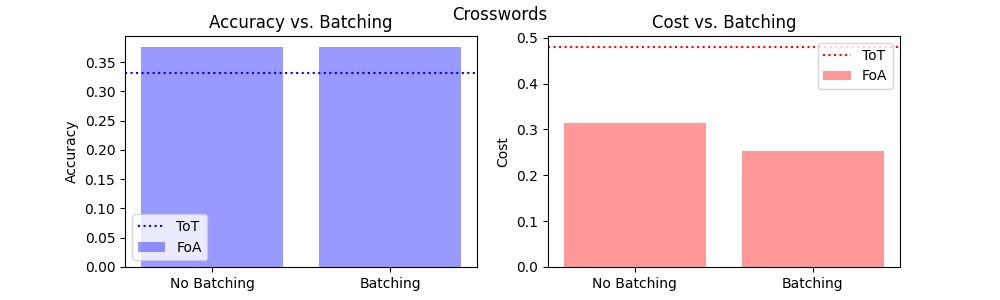 Crosswords
Accuracy vs. Batching
Accuracy
0.35
0.30
0.25
0.20
0.15
0.10
0.05
0.00
ToT
FoA
No Batching
Batching
Cost vs. Batching
Cost
0.5
0.4
0.3
0.2
0.1
0.0
ToT
FoA
No Batching
Batching